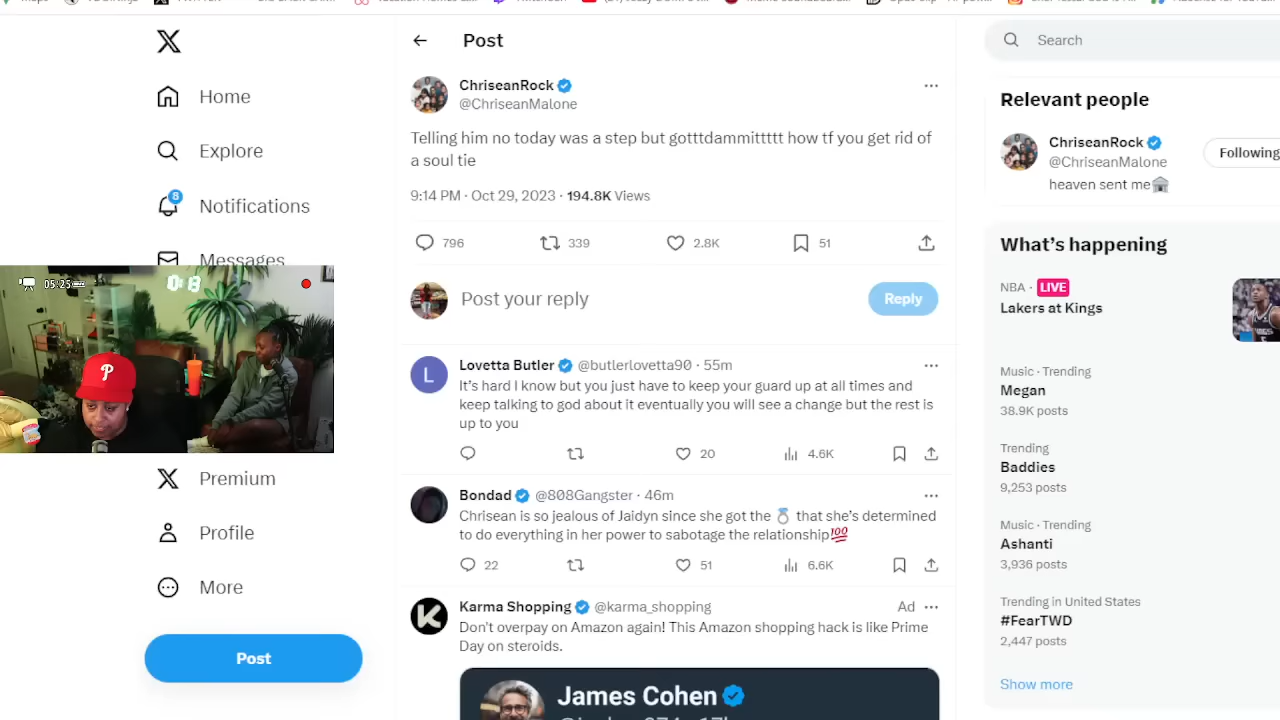 Post
ChriseanRock
@ChriseanMalone
Telling him no today was a step but gotttdammittttt how tf you get rid of
a soul tie
9:14 PM · Oct 29, 2023 · 194.8K Views
796 339 2.8K 51
Post your reply
Reply
Lovetta Butler @butlerlovetta90 · 55m
It's hard I know but you just have to keep your guard up at all times and
keep talking to god about it eventually you will see a change but the rest is
up to you
20 4.6K
Bondad @808Gangster · 46m
Chrisean is so jealous of Jaidyn since she got the 💍 that she's determined
to do everything in her power to sabotage the relationship💯
22 51 6.6K
Karma Shopping @karma_shopping Ad
Don't overpay on Amazon again! This Amazon shopping hack is like Prime
Day on steroids.
James Cohen
Home
Explore
8
Notifications
Messages
05:25
Premium
Profile
More
Post
Search
Relevant people
ChriseanRock
@ChriseanMalone
Following
heaven sent me🏠
What's happening
NBA · LIVE
Lakers at Kings
Music · Trending
Megan
38.9K posts
Trending
Baddies
9,253 posts
Music · Trending
Ashanti
3,936 posts
Trending in United States
#FearTWD
2,447 posts
Show more